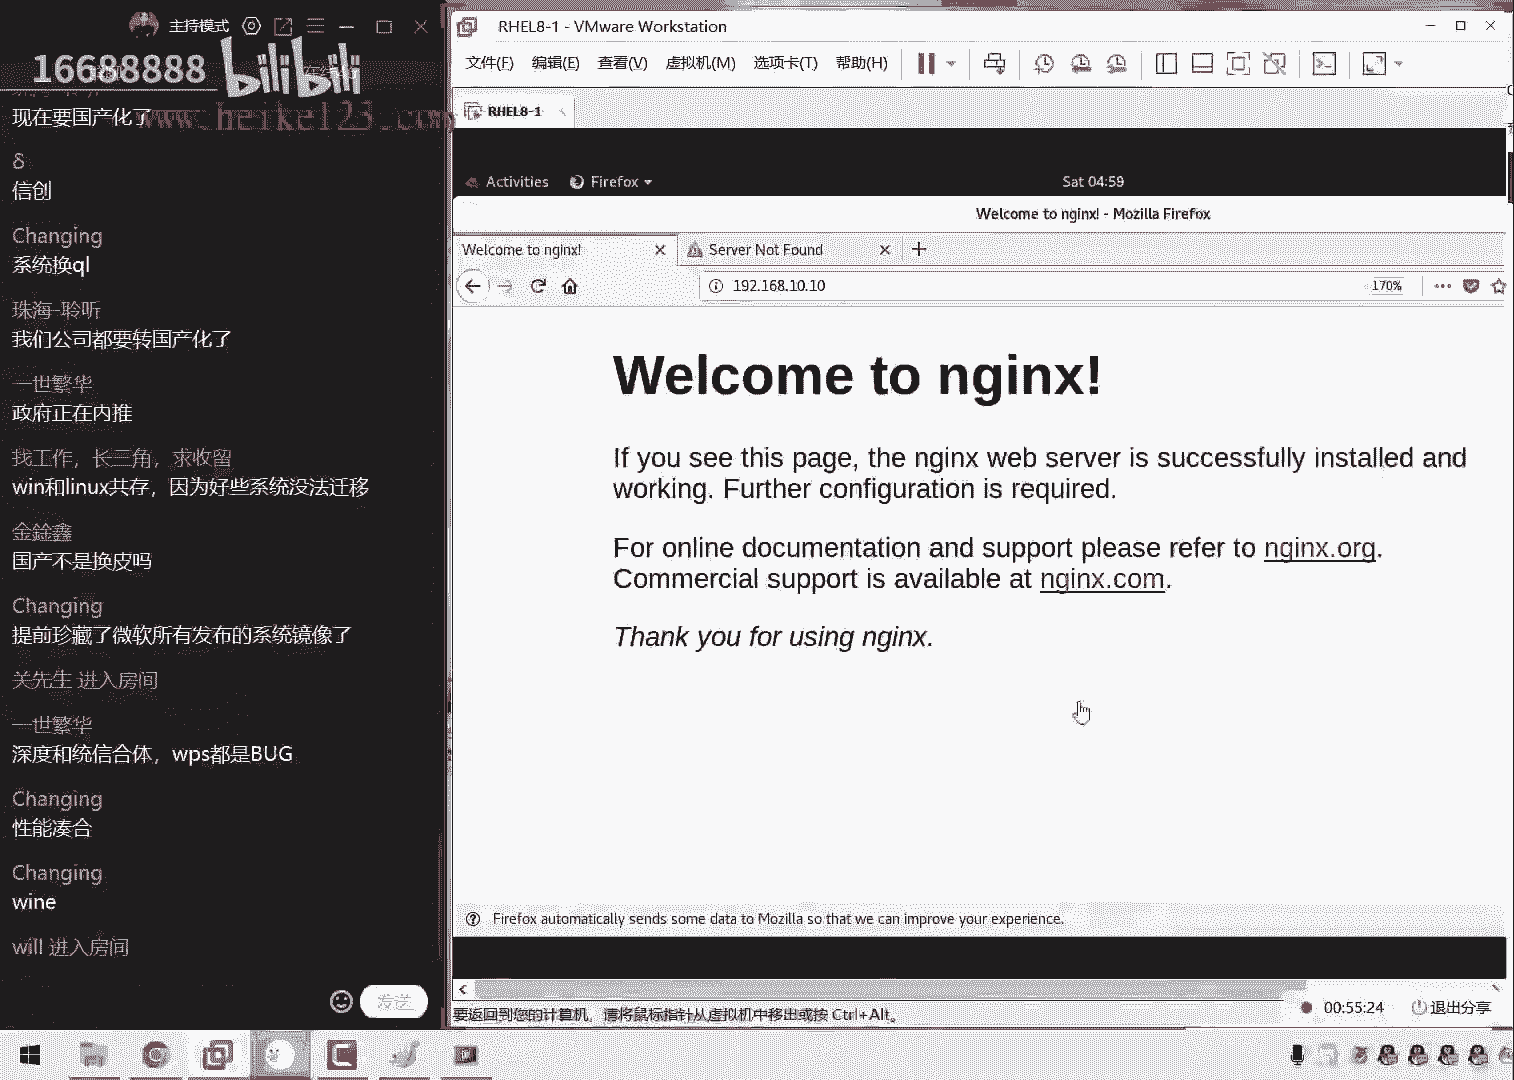 主持模式
16688888 bilibili
www.heike123.com
现在要国产化了
δ
信创
Changing
系统换ql
珠海-聆听
我们公司都要转国产化了
一世繁华
政府正在内推
找工作，长三角，求收留
win和linux共存，因为好些系统没法迁移
金鍂鑫
国产不是换皮吗
Changing
提前珍藏了微软所有发布的系统镜像了
关先生 进入房间
一世繁华
深度和统信合体，wps都是BUG
Changing
性能凑合
Changing
wine
will 进入房间
发送
RHEL8-1 - VMware Workstation
文件(F) 编辑(E) 查看(V) 虚拟机(M) 选项卡(T) 帮助(H)
RHEL8-1
Activities Firefox Sat 04:59
Welcome to nginx! - Mozilla Firefox
Welcome to nginx! Server Not Found
192.168.10.10 170%
Welcome to nginx!
If you see this page, the nginx web server is successfully installed and
working. Further configuration is required.
For online documentation and support please refer to nginx.org.
Commercial support is available at nginx.com.
Thank you for using nginx.
Firefox automatically sends some data to Mozilla so that we can improve your experience.
要返回到您的计算机，请将鼠标指针从虚拟机中移出或按 Ctrl+Alt。
00:55:24 退出分享